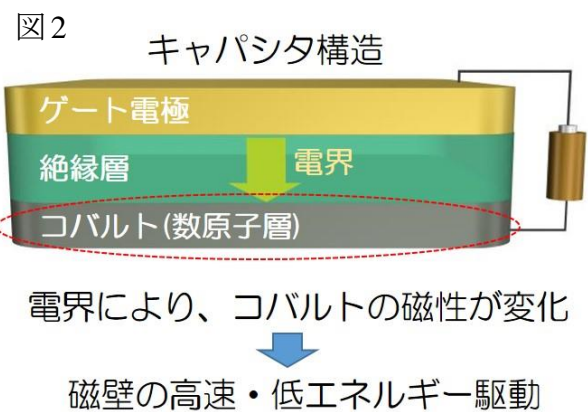 図2
キャパシタ構造
ゲート電極
絶縁層
電界
コバルト(数原子層)
電界により、コバルトの磁性が変化
磁壁の高速・低エネルギー駆動